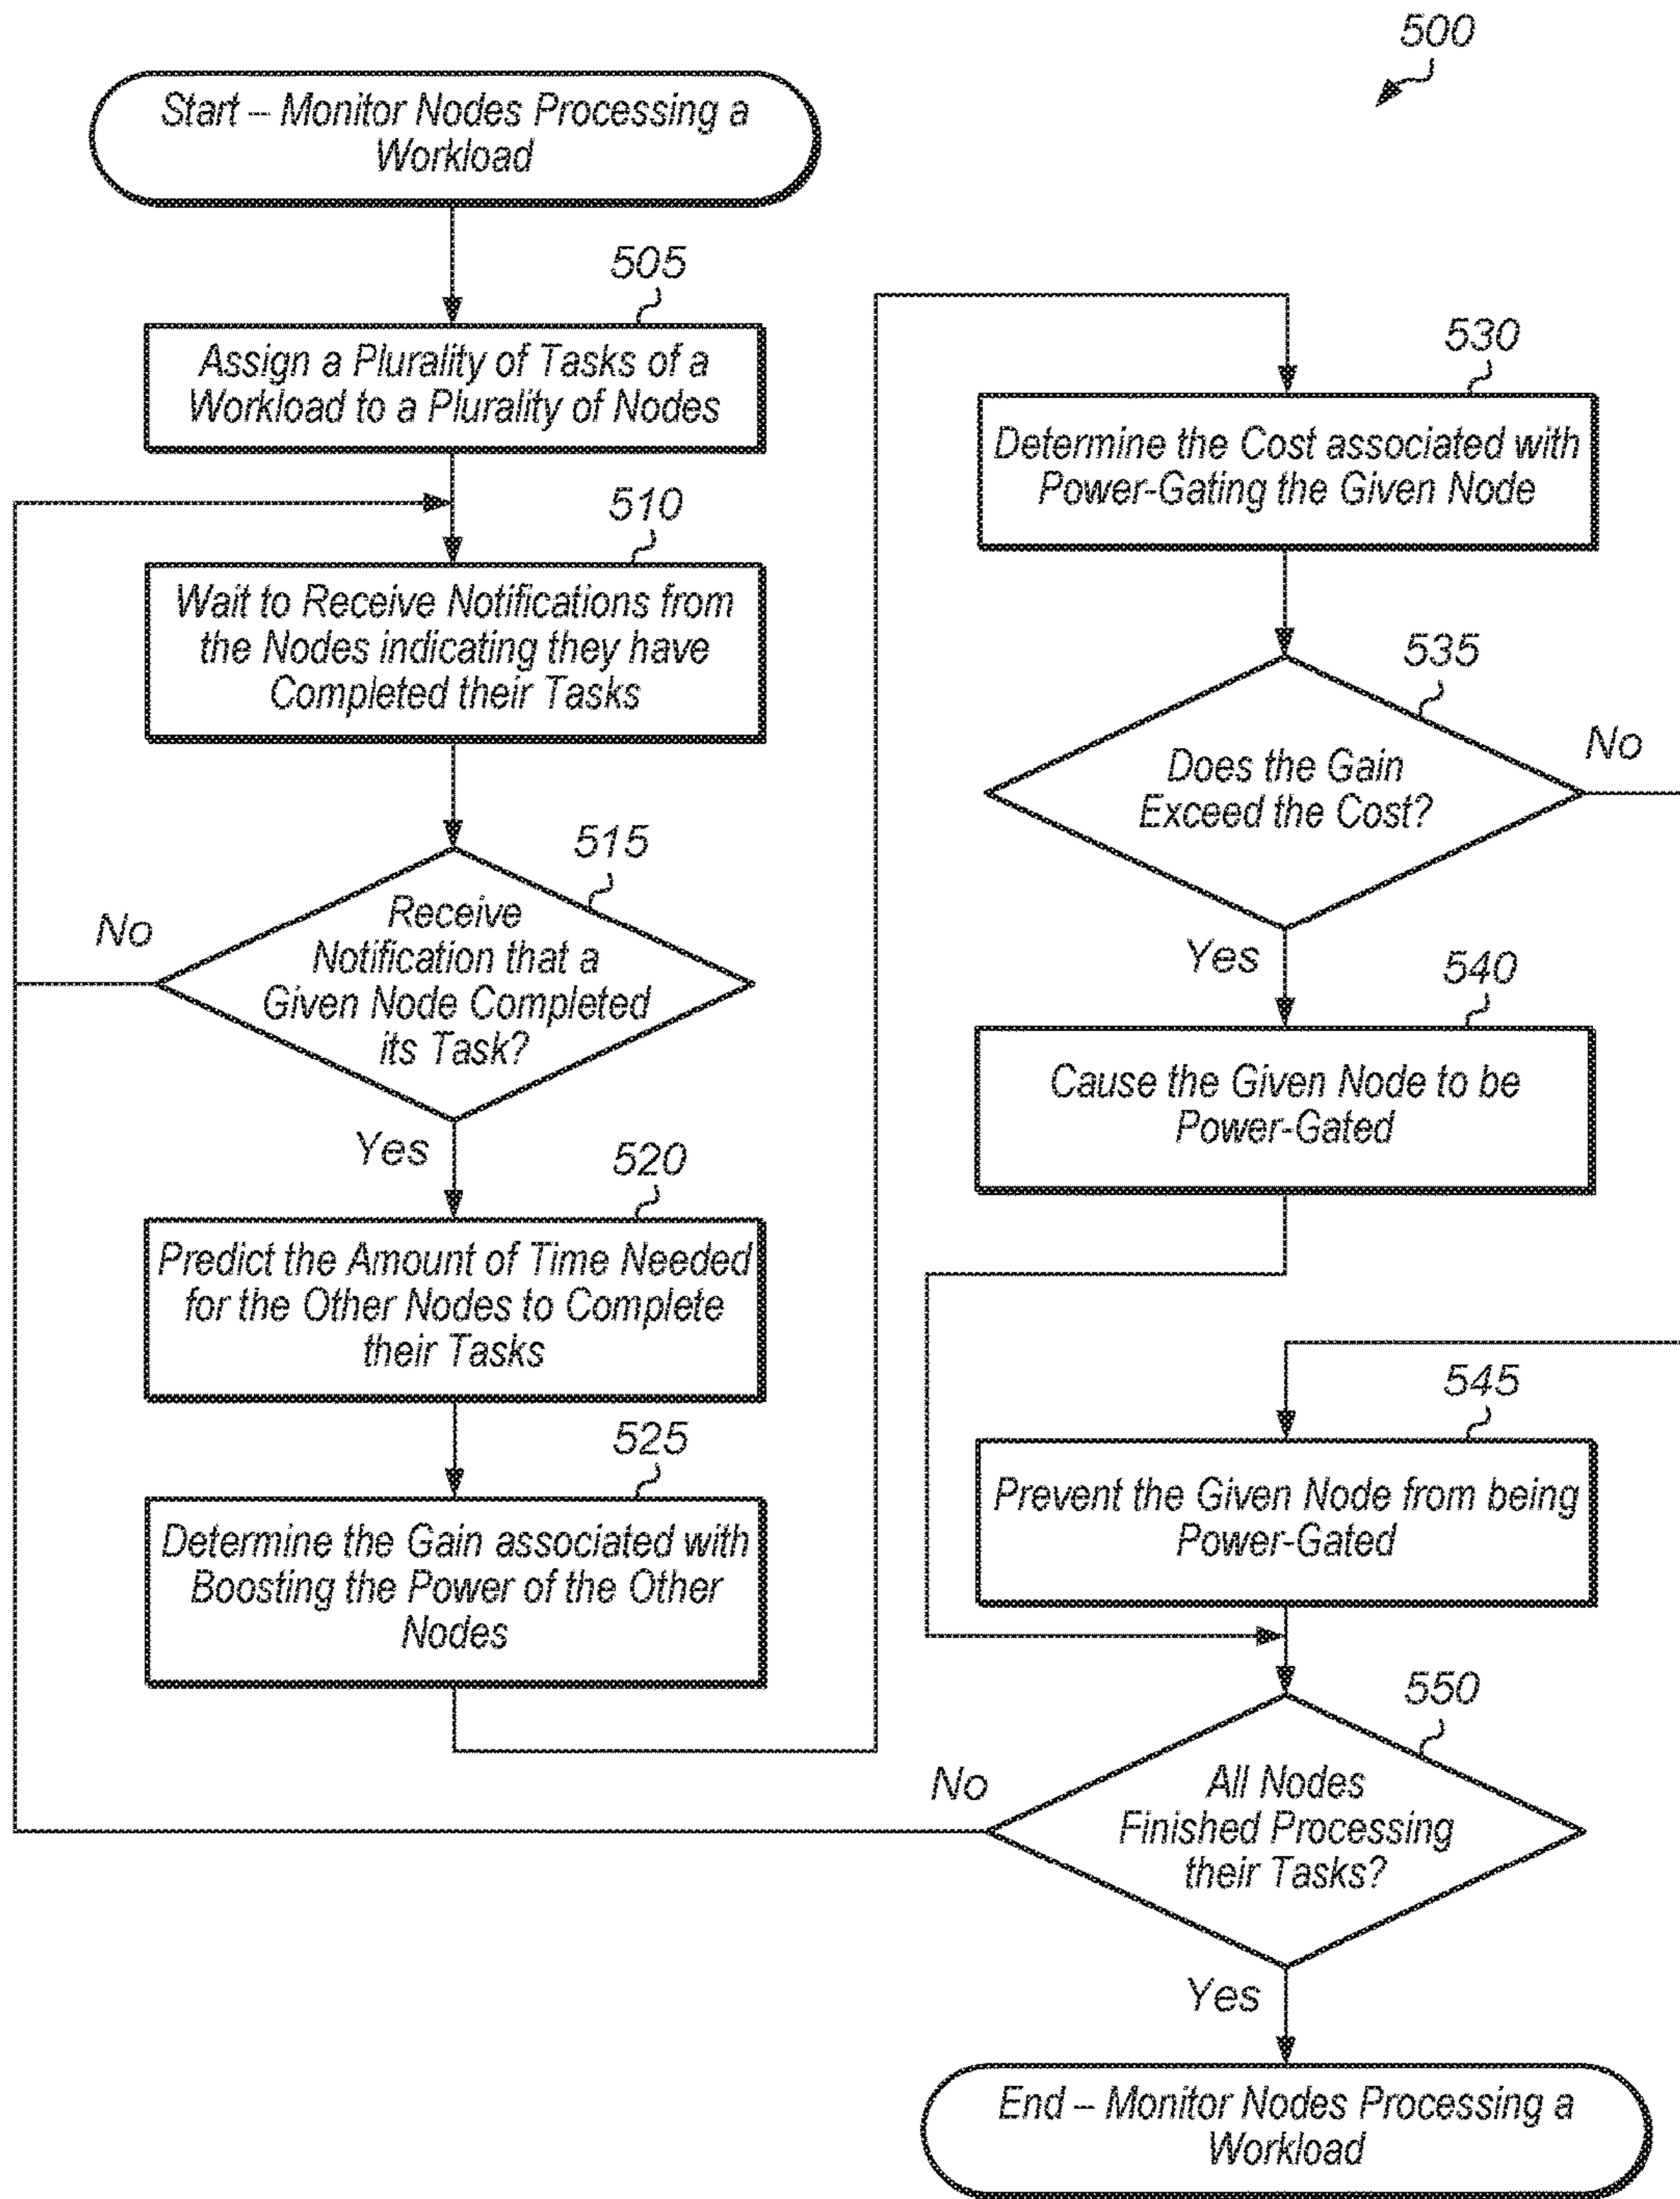 500
Start -- Monitor Nodes Processing a
Workload
505
Assign a Plurality of Tasks of a
Workload to a Plurality of Nodes
510
Wait to Receive Notifications from
the Nodes indicating they have
Completed their Tasks
515
Receive
Notification that a
Given Node Completed
its Task?
No
Yes
520
Predict the Amount of Time Needed
for the Other Nodes to Complete
their Tasks
525
Determine the Gain associated with
Boosting the Power of the Other
Nodes
530
Determine the Cost associated with
Power-Gating the Given Node
535
Does the Gain
Exceed the Cost?
No
Yes
540
Cause the Given Node to be
Power-Gated
545
Prevent the Given Node from being
Power-Gated
550
All Nodes
Finished Processing
their Tasks?
No
Yes
End -- Monitor Nodes Processing a
Workload